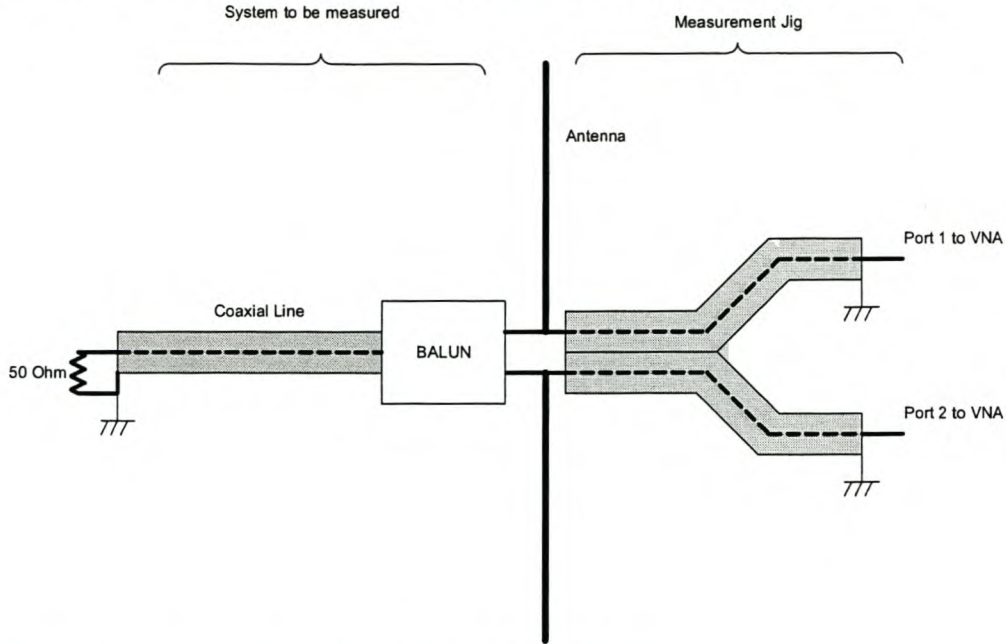 System to be measured
Measurement Jig
Antenna
Port 1 to VNA
Coaxial Line
BALUN
50 Ohm
Port 2 to VNA